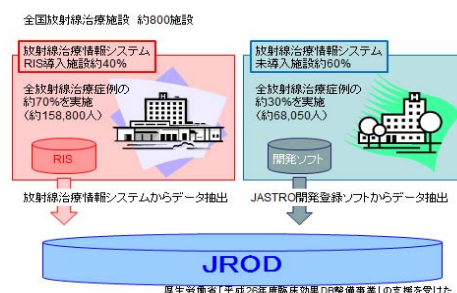 全国放射線治療施設 約800施設
放射線治療情報システム
RIS導入施設約40%
全放射線治療症例の
約70%を実施
(約158,800人)
RIS
放射線治療情報システムからデータ抽出
放射線治療情報システム
未導入施設約60%
全放射線治療症例の
約30%を実施
(約68,050人)
開発ソフト
JASTRO開発登録ソフトからデータ抽出
JROD
厚生労働省「平成26年度臨床効果DB整備事業」の支援を受けた